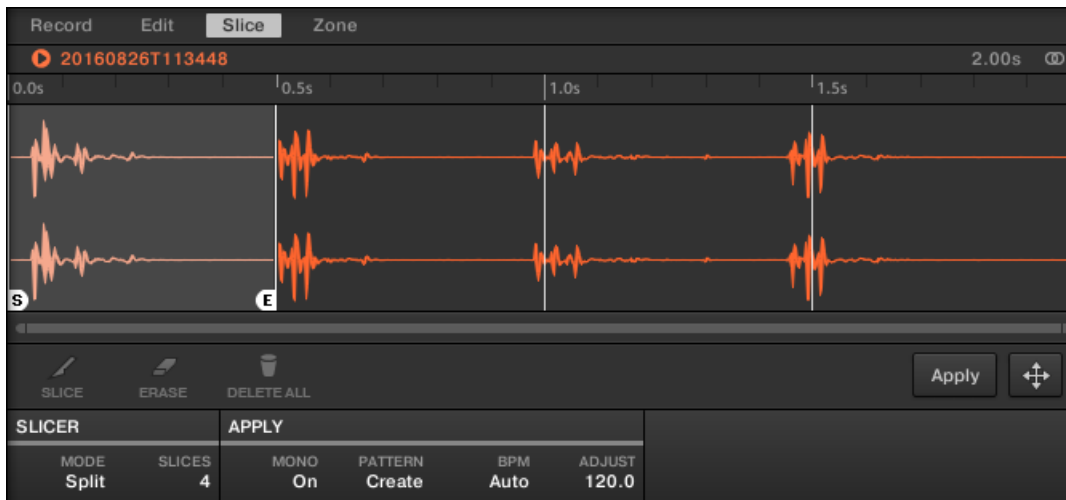 Record Edit Slice Zone
20160826T113448 2.00s
0.0s 0.5s 1.0s 1.5s
S E
SLICE ERASE DELETE ALL Apply
SLICER APPLY
MODE SLICES MONO PATTERN BPM ADJUST
Split 4 On Create Auto 120.0